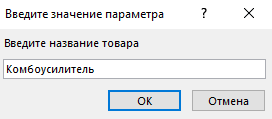 Введите значение параметра ? ×
Введите название товара
Комбоусилитель
OK Отмена